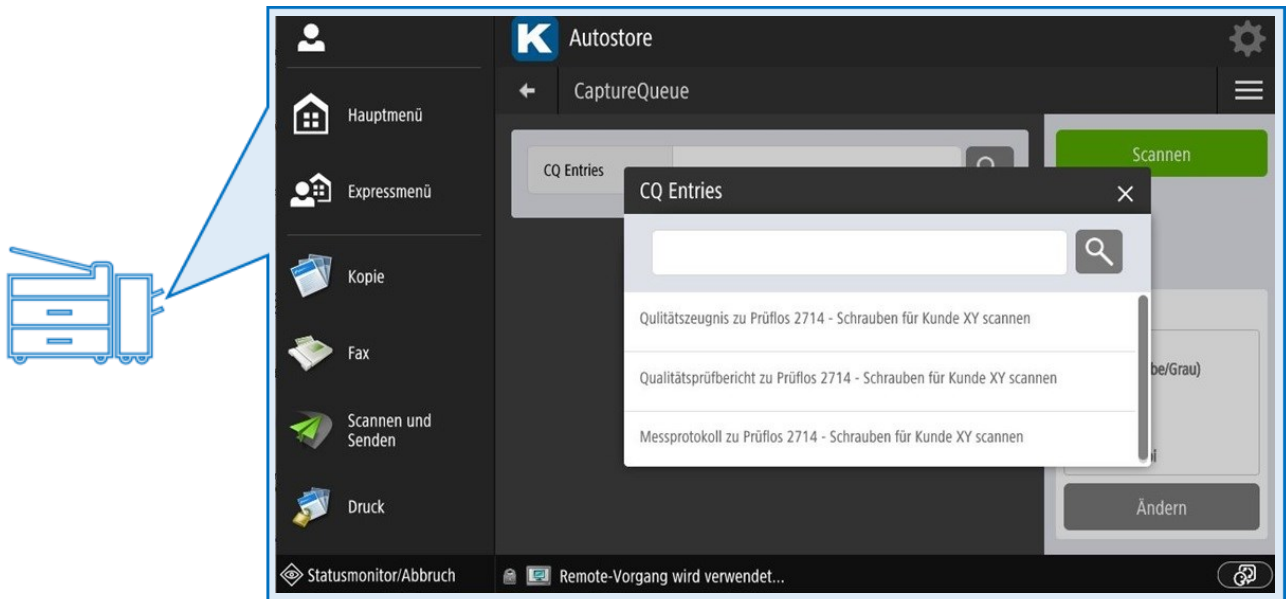 K Autostore
CaptureQueue
Hauptmenü
Expressmenü
Kopie
Fax
Scannen und
Senden
Druck
CQ Entries
Scannen
CQ Entries
Qulitätszeugnis zu Prüflos 2714 - Schrauben für Kunde XY scannen
Qualitätsprüfbericht zu Prüflos 2714 - Schrauben für Kunde XY scannen
Messprotokoll zu Prüflos 2714 - Schrauben für Kunde XY scannen
be/Grau)
Ändern
Statusmonitor/Abbruch
Remote-Vorgang wird verwendet...